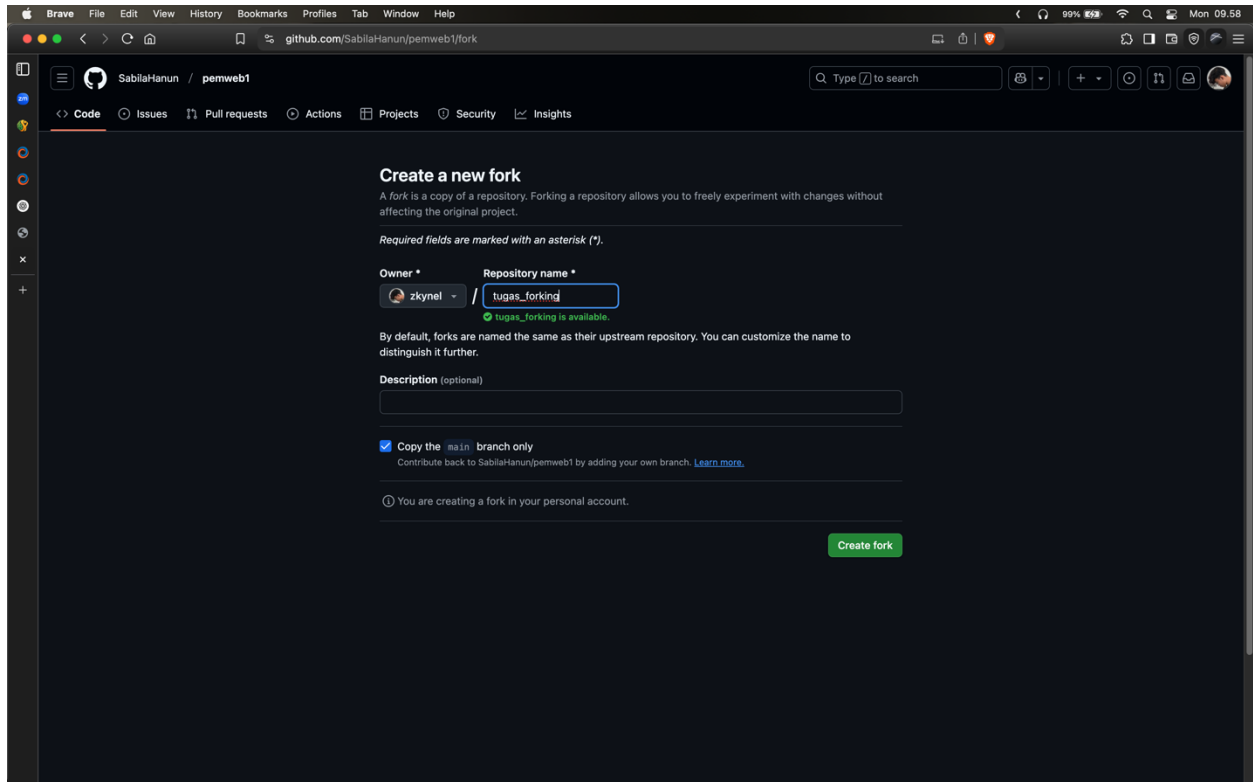 Brave File Edit View History Bookmarks Profiles Tab Window Help 99% Mon 09.58
github.com/SabilaHanun/pemweb1/fork
SabilaHanun / pemweb1 Type / to search
zm
<> Code Issues Pull requests Actions Projects Security Insights
Create a new fork
A fork is a copy of a repository. Forking a repository allows you to freely experiment with changes without
affecting the original project.
Required fields are marked with an asterisk (*).
Owner * Repository name *
zkynel / tugas_forking
tugas_forking is available.
By default, forks are named the same as their upstream repository. You can customize the name to
distinguish it further.
Description (optional)
Copy the main branch only
Contribute back to SabilaHanun/pemweb1 by adding your own branch. Learn more.
You are creating a fork in your personal account.
Create fork